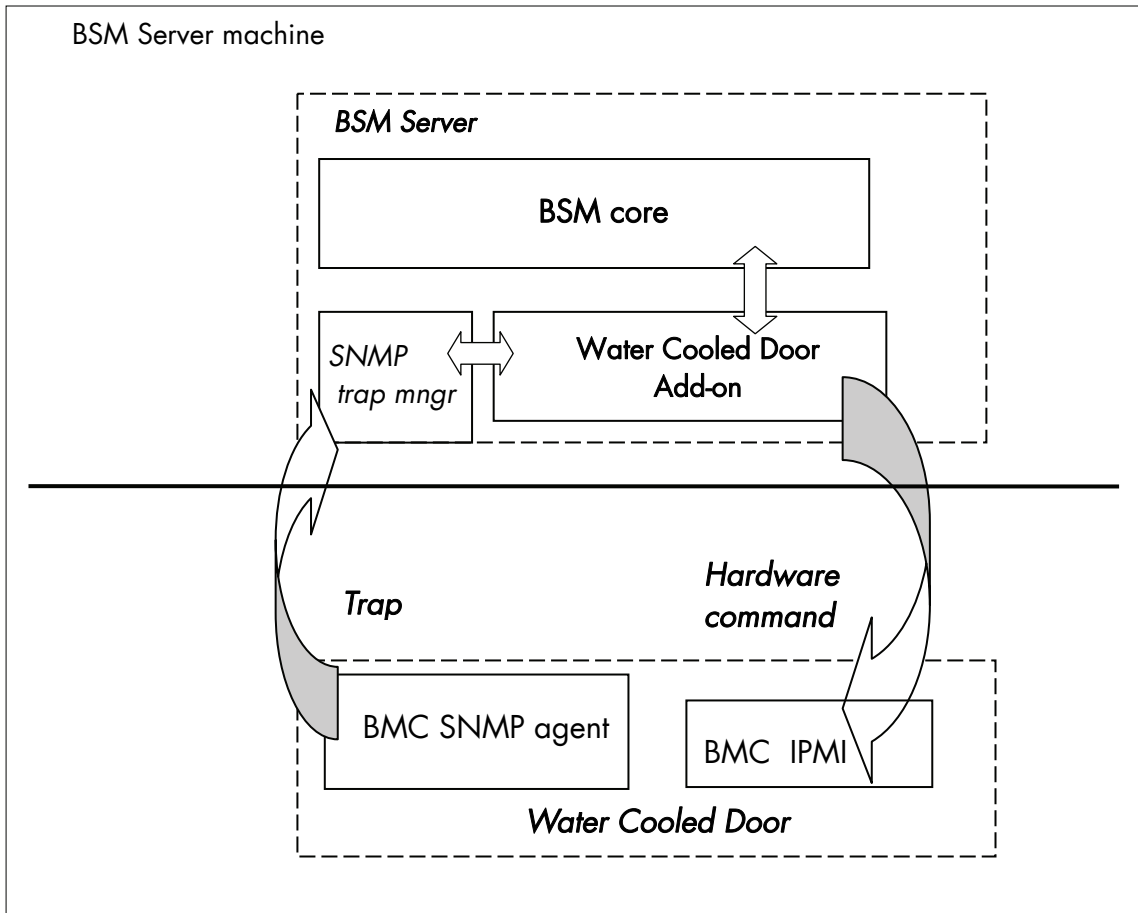 BSM Server machine
BSM Server
BSM core
SNMP
trap mngr
Water Cooled Door
Add-on
Trap
Hardware
command
BMC SNMP agent
BMC IPMI
Water Cooled Door